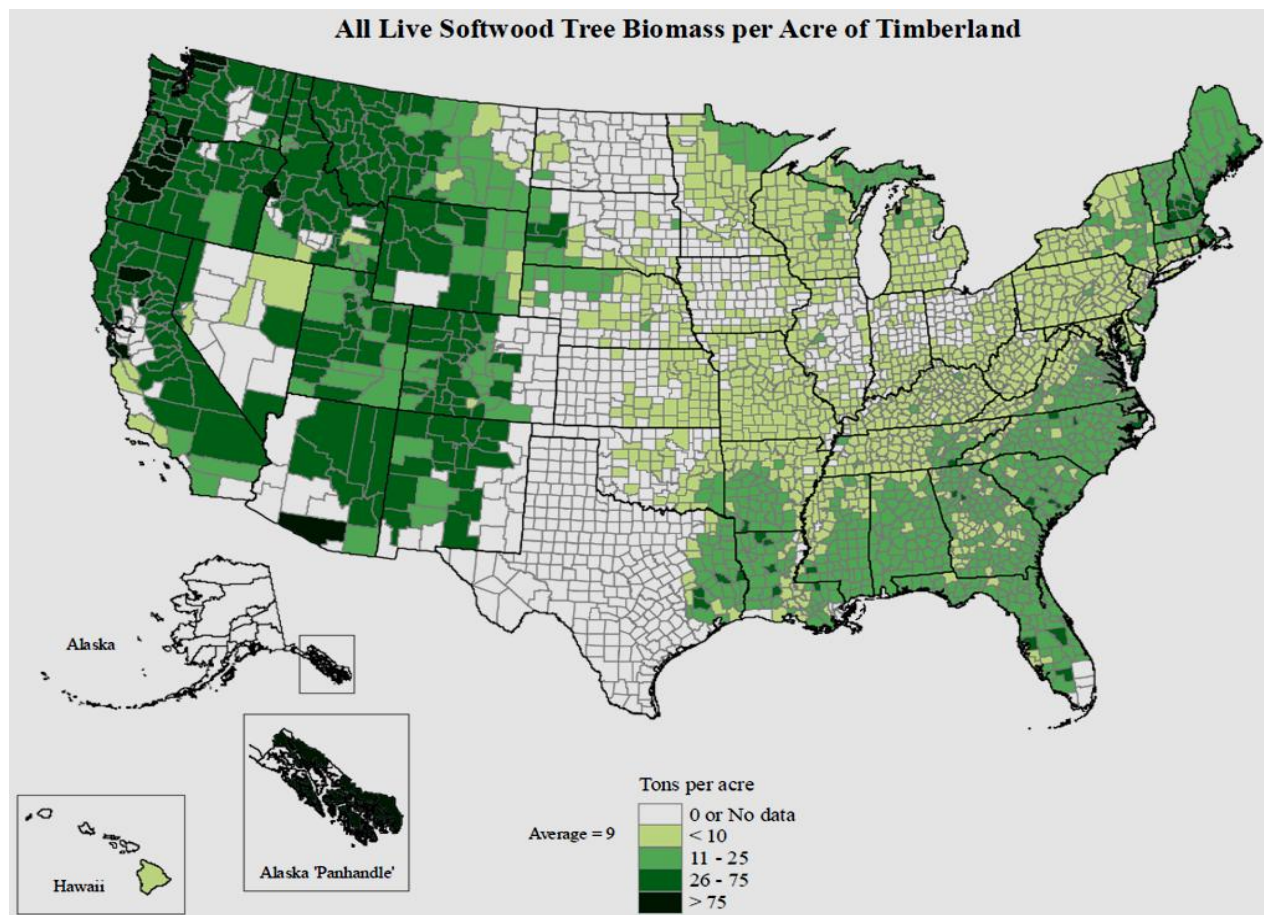 All Live Softwood Tree Biomass per Acre of Timberland
Alaska
Hawaii
Alaska 'Panhandle'
Average = 9
Tons per acre
0 or No data
< 10
11 - 25
26 - 75
> 75